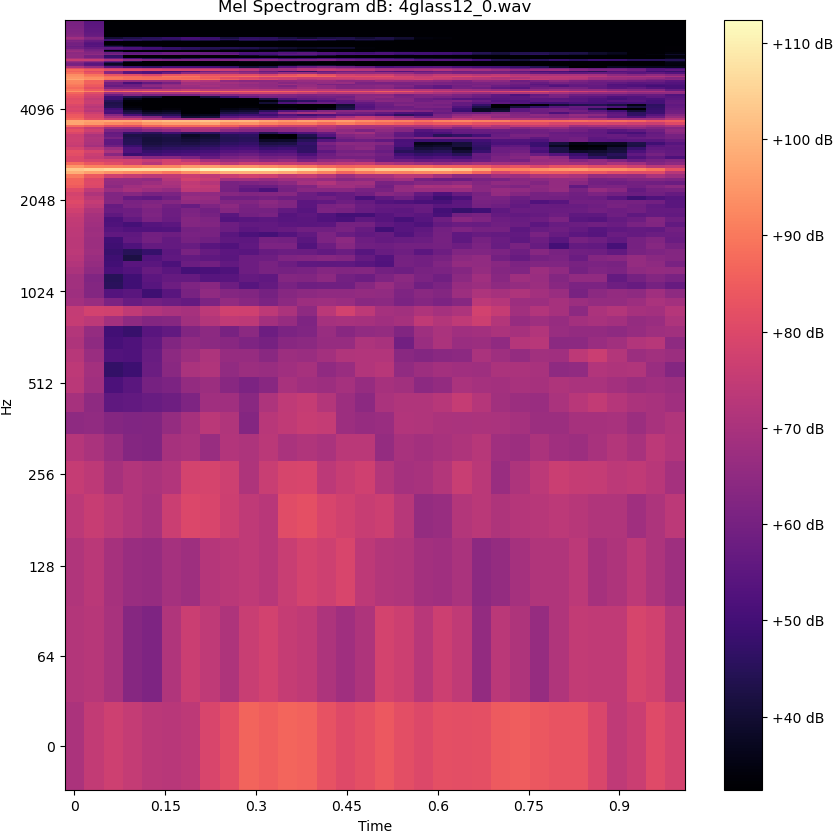 Mel Spectrogram dB: 4glass12_0.wav
+110 dB
4096
+100 dB
2048
+90 dB
1024
+80 dB
512
Hz
+70 dB
256
+60 dB
128
+50 dB
64
+40 dB
0
0 0.15 0.3 0.45 0.6 0.75 0.9
Time